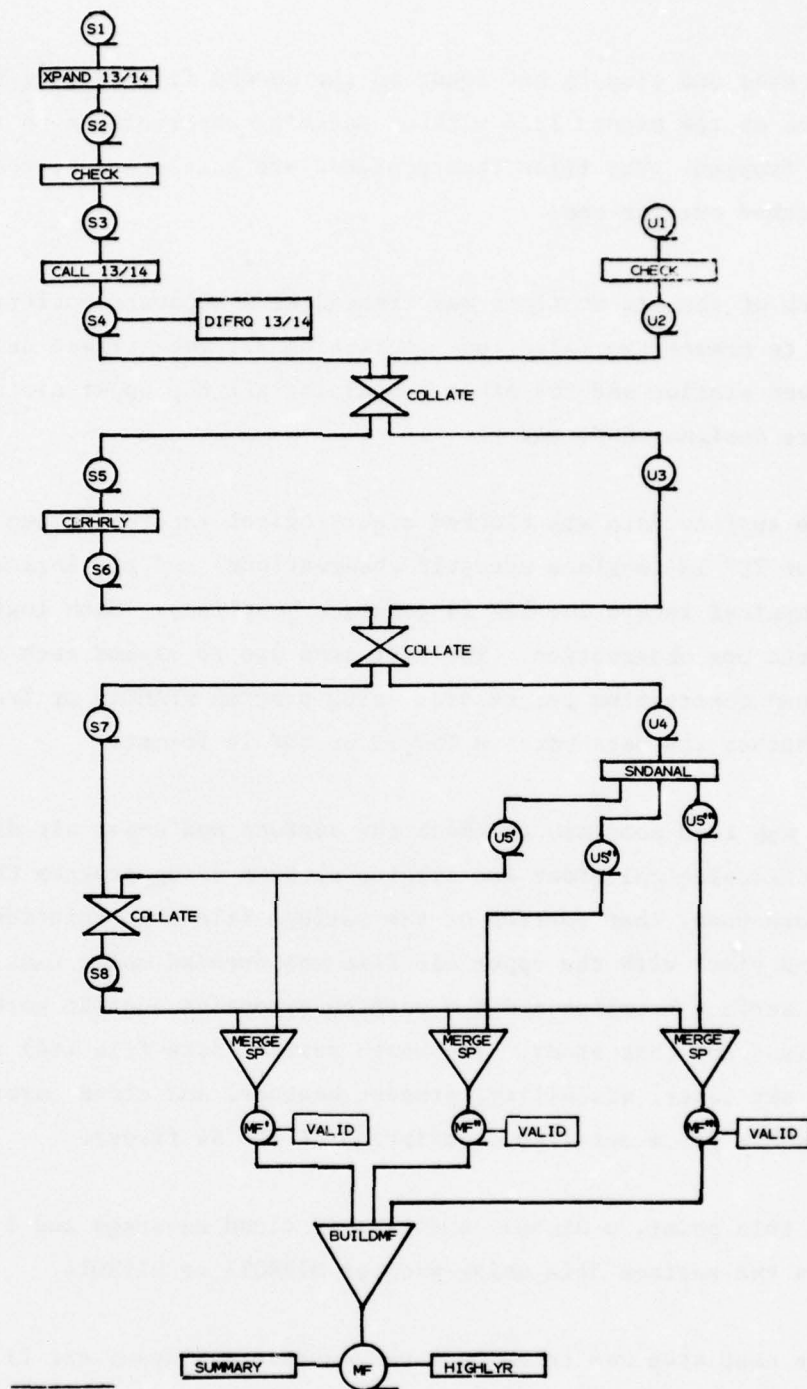 S1
XPAND 13/14
S2
CHECK
S3
U1
CALL 13/14
CHECK
S4
DIFRQ 13/14
U2
COLLATE
S5
U3
CLRHRLY
S6
COLLATE
S7
U4
SNDANAL
U5'
U5"
U5'''
COLLATE
S8
MERGE
SP
MERGE
SP
MERGE
SP
MF'
VALID
MF"
VALID
MF'''
VALID
BUILDMF
SUMMARY
MF
HIGHLYR